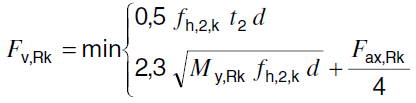 F_v,Rk = min { 0,5 f_h,2,k t_2 d
2,3 √(M_y,Rk f_h,2,k d) + F_ax,Rk / 4